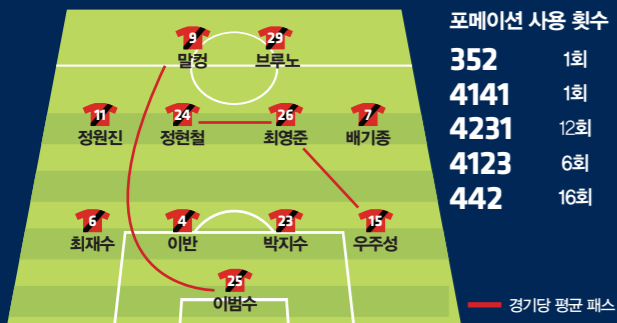 포메이션 사용 횟수
352 1회
4141 1회
4231 12회
4123 6회
442 16회
9 29
말컹 브루노
11 24 26 7
정원진 정현철 최영준 배기종
6 4 23 15
최재수 이반 박지수 우주성
25
이범수
경기당 평균 패스